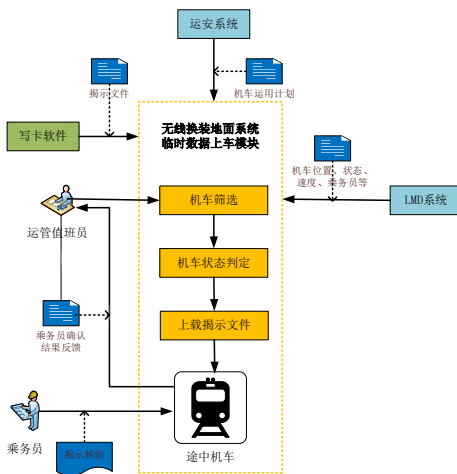 运安系统
揭示文件
机车运用计划
写卡软件
无线换装地面系统
临时数据上车模块
机车位置、状态、
速度、乘务员等
机车筛选
LMD系统
运管值班员
机车状态判定
上载揭示文件
乘务员确认
结果反馈
乘务员
揭示核验
途中机车